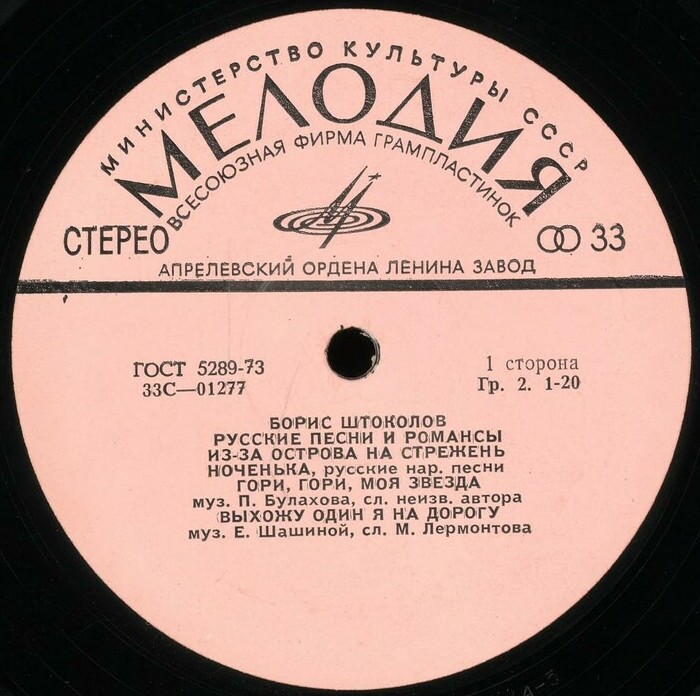 МИНИСТЕРСТВО КУЛЬТУРЫ СССР
МЕЛОДИЯ
ВСЕСОЮЗНАЯ ФИРМА ГРАМПЛАСТИНОК
СТЕРЕО
33
АПРЕЛЕВСКИЙ ОРДЕНА ЛЕНИНА ЗАВОД
ГОСТ 5289-73
33С—01277
1 сторона
Гр. 2. 1-20
БОРИС ШТОКОЛОВ
РУССКИЕ ПЕСНИ И РОМАНСЫ
ИЗ-ЗА ОСТРОВА НА СТРЕЖЕНЬ
НОЧЕНЬКА, русские нар. песни
ГОРИ, ГОРИ, МОЯ ЗВЕЗДА
муз. П. Булахова, сл. неизв. автора
ВЫХОЖУ ОДИН Я НА ДОРОГУ
муз. Е. Шашиной, сл. М. Лермонтова